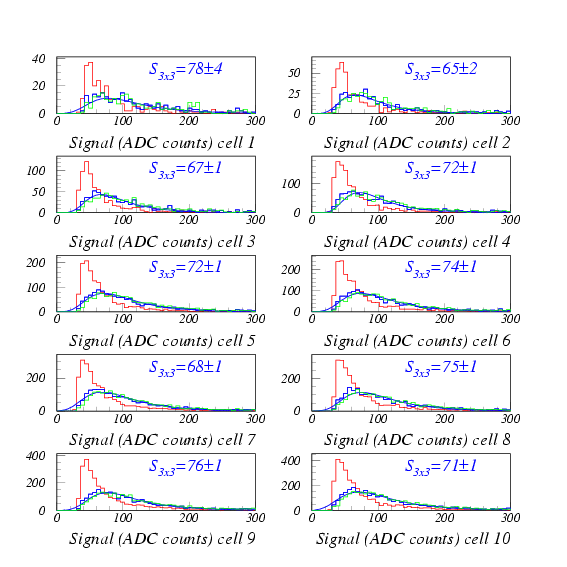 S3x3=78±4
40
20
0
0 100 200 300
Signal (ADC counts) cell 1
S3x3=65±2
50
25
0
0 100 200 300
Signal (ADC counts) cell 2
S3x3=67±1
100
50
0
0 100 200 300
Signal (ADC counts) cell 3
S3x3=72±1
100
0
0 100 200 300
Signal (ADC counts) cell 4
S3x3=72±1
200
100
0
0 100 200 300
Signal (ADC counts) cell 5
S3x3=74±1
200
100
0
0 100 200 300
Signal (ADC counts) cell 6
S3x3=68±1
200
0
0 100 200 300
Signal (ADC counts) cell 7
S3x3=75±1
200
0
0 100 200 300
Signal (ADC counts) cell 8
S3x3=76±1
400
200
0
0 100 200 300
Signal (ADC counts) cell 9
S3x3=71±1
400
200
0
0 100 200 300
Signal (ADC counts) cell 10